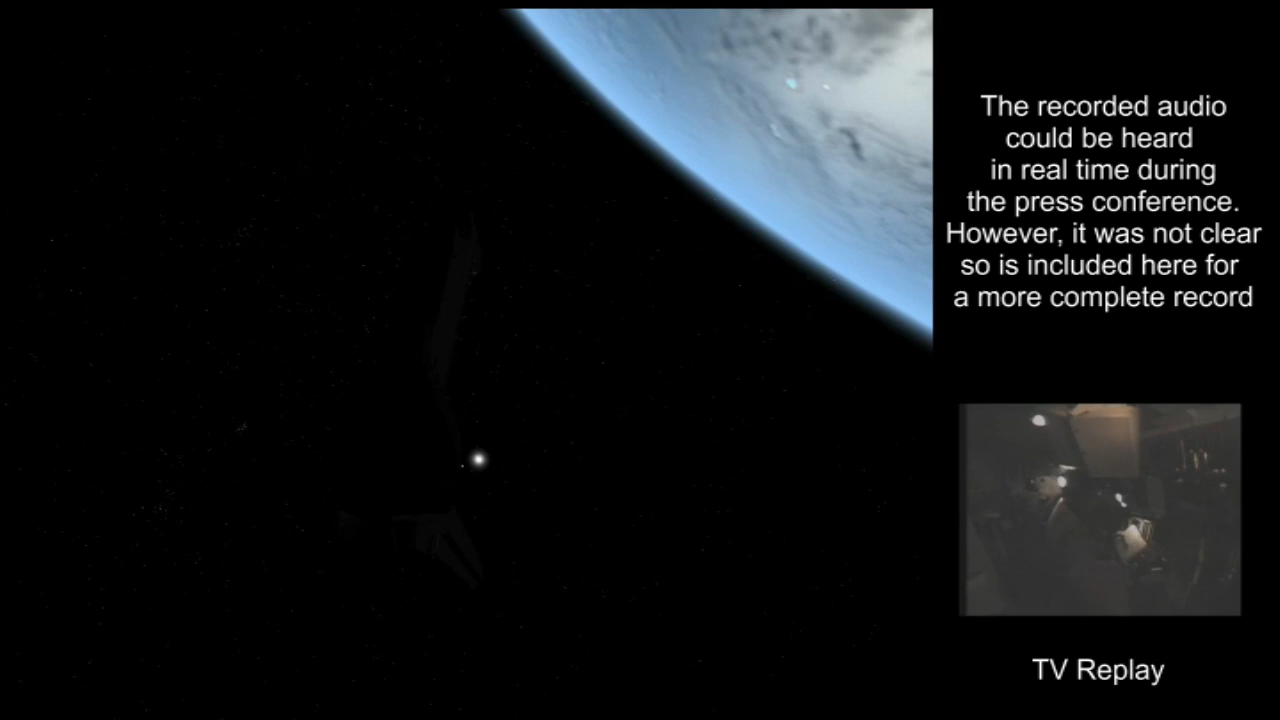 The recorded audio
could be heard
in real time during
the press conference.
However, it was not clear
so is included here for
a more complete record
TV Replay